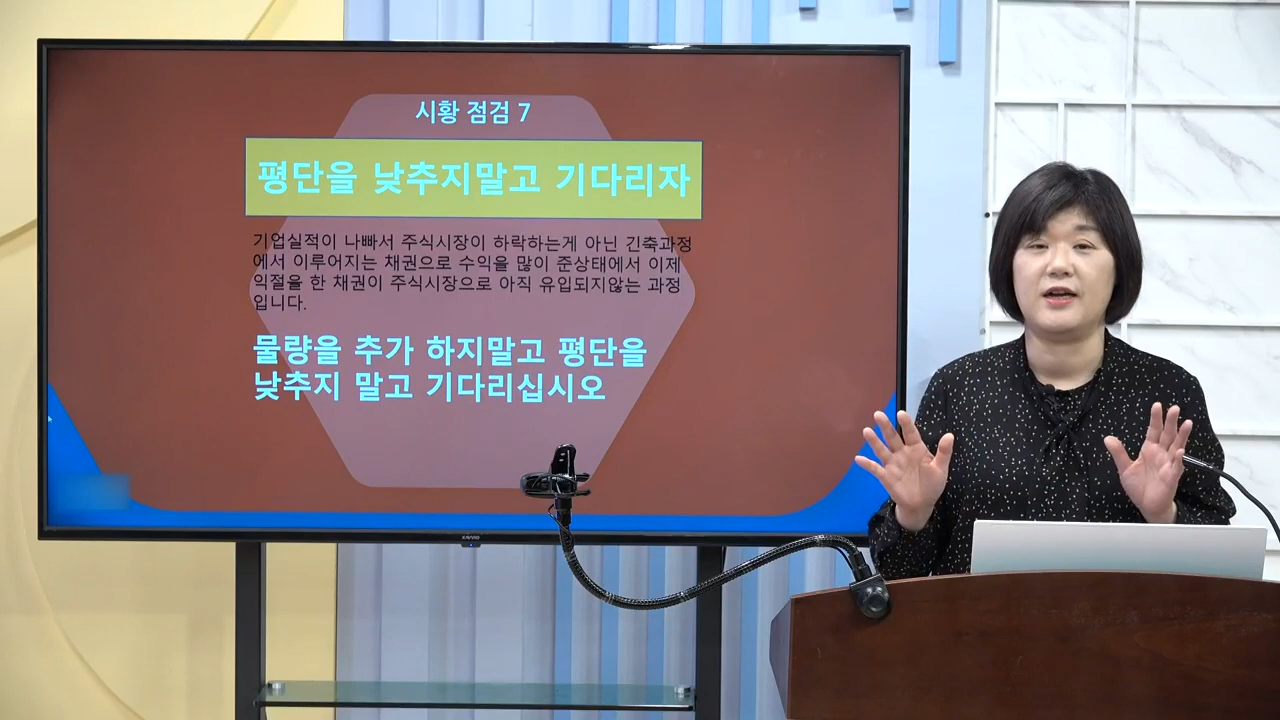 시황 점검 7
평단을 낮추지말고 기다리자
기업실적이 나빠서 주식시장이 하락하는게 아닌 긴축과정
에서 이루어지는 채권으로 수익을 많이 준상태에서 이제
익절을 한 채권이 주식시장으로 아직 유입되지않는 과정
입니다.
물량을 추가 하지말고 평단을
낮추지 말고 기다리십시오